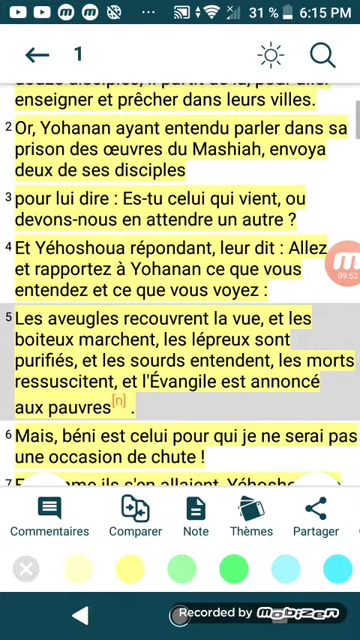 31 % 6:15 PM
1
enseigner et prêcher dans leurs villes.
2 Or, Yohanan ayant entendu parler dans sa
prison des œuvres du Mashiah, envoya
deux de ses disciples
3 pour lui dire : Es-tu celui qui vient, ou
devons-nous en attendre un autre ?
4 Et Yéhoshoua répondant, leur dit : Allez
et rapportez à Yohanan ce que vous
entendez et ce que vous voyez :
09:52
5 Les aveugles recouvrent la vue, et les
boiteux marchent, les lépreux sont
purifiés, et les sourds entendent, les morts
ressuscitent, et l'Évangile est annoncé
aux pauvres[n] .
6 Mais, béni est celui pour qui je ne serai pas
une occasion de chute !
7
Commentaires Comparer Note Thèmes Partager
Recorded by mobizen